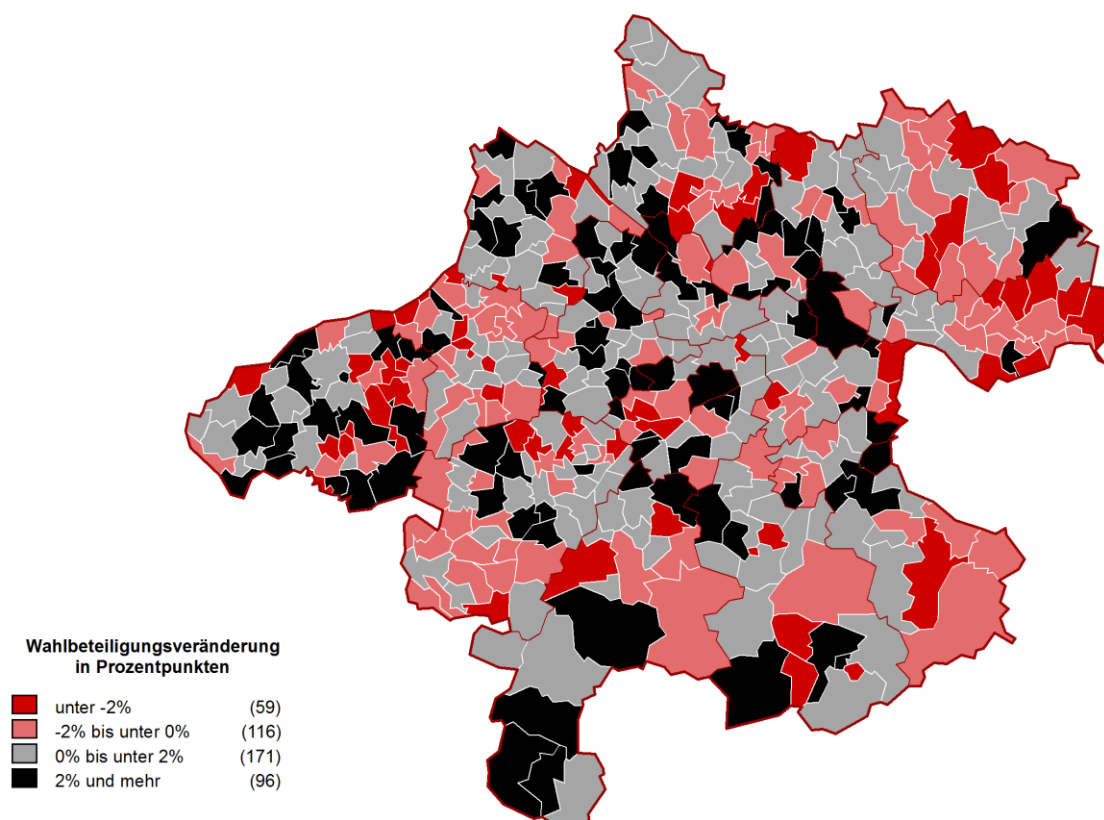 Wahlbeteiligungsveränderung
in Prozentpunkten
unter -2% (59)
-2% bis unter 0% (116)
0% bis unter 2% (171)
2% und mehr (96)